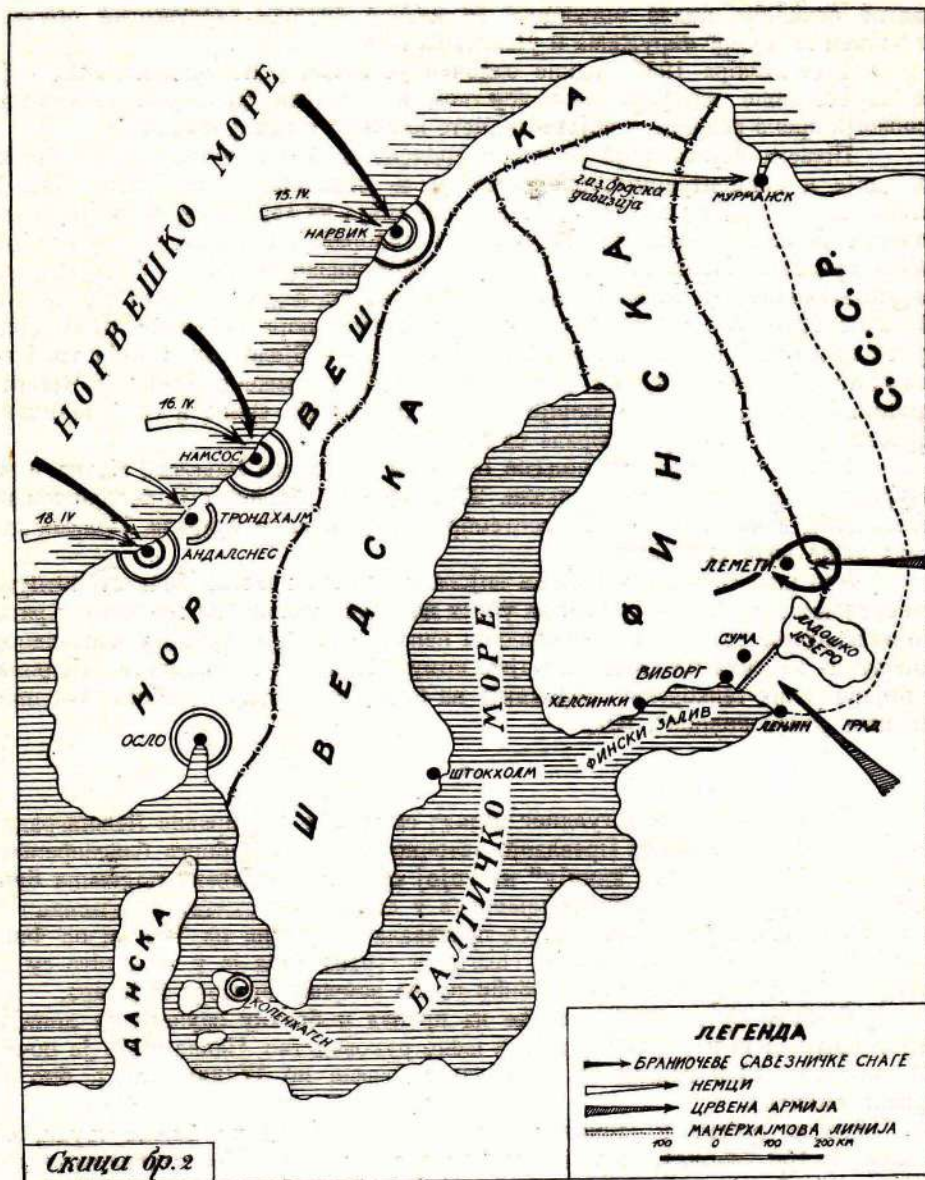 НОРВЕШКО МОРЕ
НОРВЕШКА
ШВЕДСКА
ФИНСКА
С.С.С.Р.
ДАНСКА
БАЛТИЧКО МОРЕ
ФИНСКИ ЗАЛИВ
ЛАДОШКО
ЈЕЗЕРО
15.IV.
НАРВИК
2. из. брдска
дивизија
МУРМАНСК
16.IV.
НАМСОС
18.IV
ТРОНДХАЈМ
АНДАЛСНЕС
ОСЛО
ЛЕМЕТИ
СУМА
ВИБОРГ
ХЕЛСИНКИ
ЛЕЊИН ГРАД
ШТОКХОЛМ
КОПЕНХАГЕН
ЛЕГЕНДА
БРАНИОЧЕВЕ САВЕЗНИЧКЕ СНАГЕ
НЕМЦИ
ЦРВЕНА АРМИЈА
МАНЕРХАЈМОВА ЛИНИЈА
100 0 100 200 КМ
Скица бр. 2